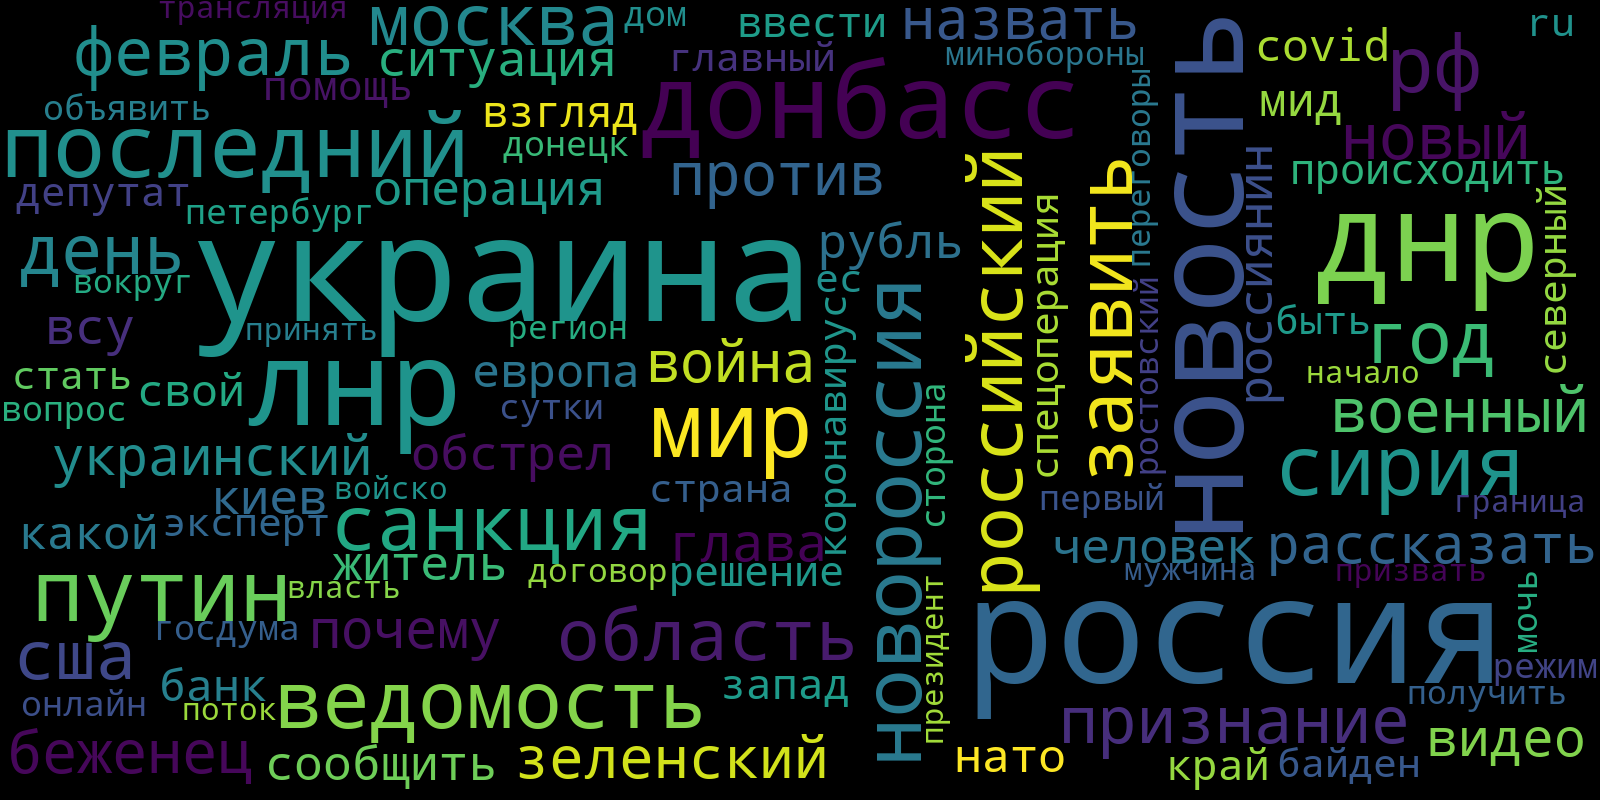 трансляция
москва
дом
ввести
назвать
ru
февраль
ситуация
главный
минобороны
covid
рф
помощь
объявить
взгляд
донбасс
мид
последний
донецк
новый
депутат
операция
против
происходить
петербург
день
украина
рубль
днр
вокруг
ес
всу
принять
регион
быть
год
лнр
война
европа
начало
стать
свой
вопрос
сутки
мир
военный
украинский
обстрел
сирия
киев
войско
страна
первый
граница
какой
эксперт
санкция
глава
человек
рассказать
житель
договор
решение
мужчина
призвать
путин
власть
россия
госдума
почему
область
сша
режим
банк
запад
получить
онлайн
поток
ведомость
признание
беженец
сообщить
зеленский
нато
край
байден
видео
коронавирус
новороссия
сторона
президент
российский
спецоперация
заявить
переговоры
ростовский
новость
россиянин
северный
мочь